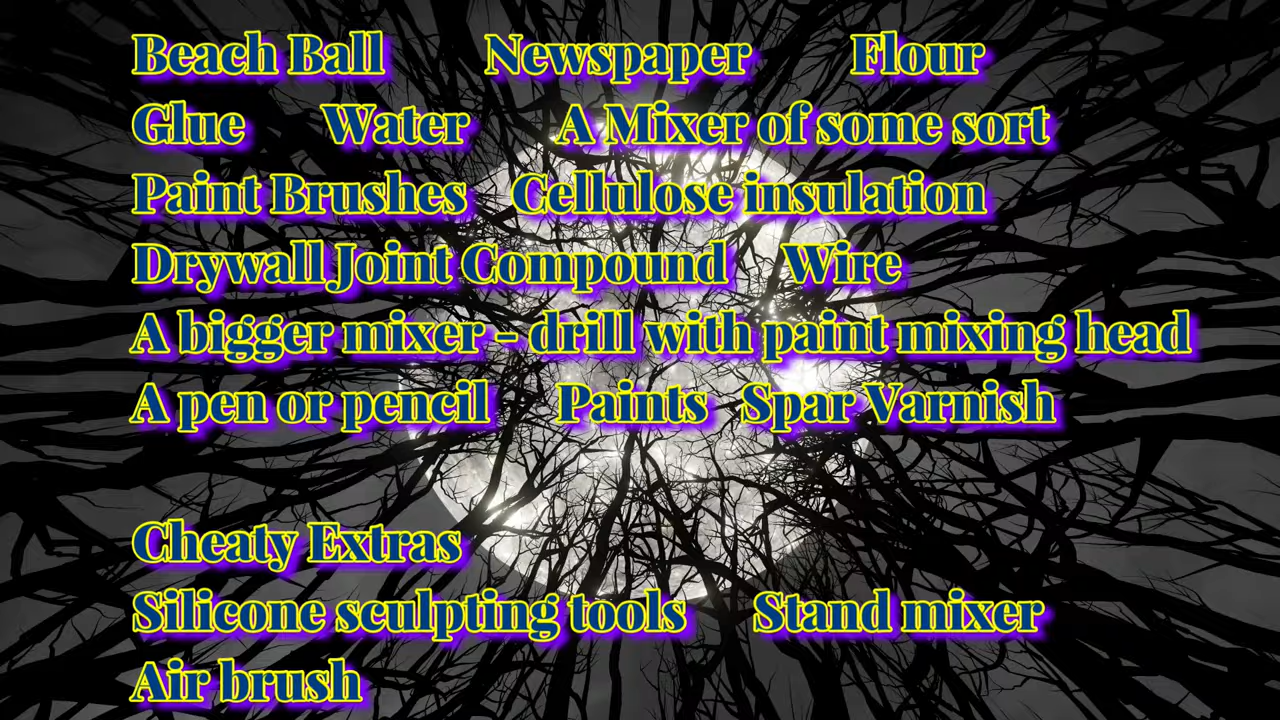 Beach Ball Newspaper Flour
Glue Water A Mixer of some sort
Paint Brushes Cellulose insulation
Drywall Joint Compound Wire
A bigger mixer - drill with paint mixing head
A pen or pencil Paints Spar Varnish
Cheaty Extras
Silicone sculpting tools Stand mixer
Air brush